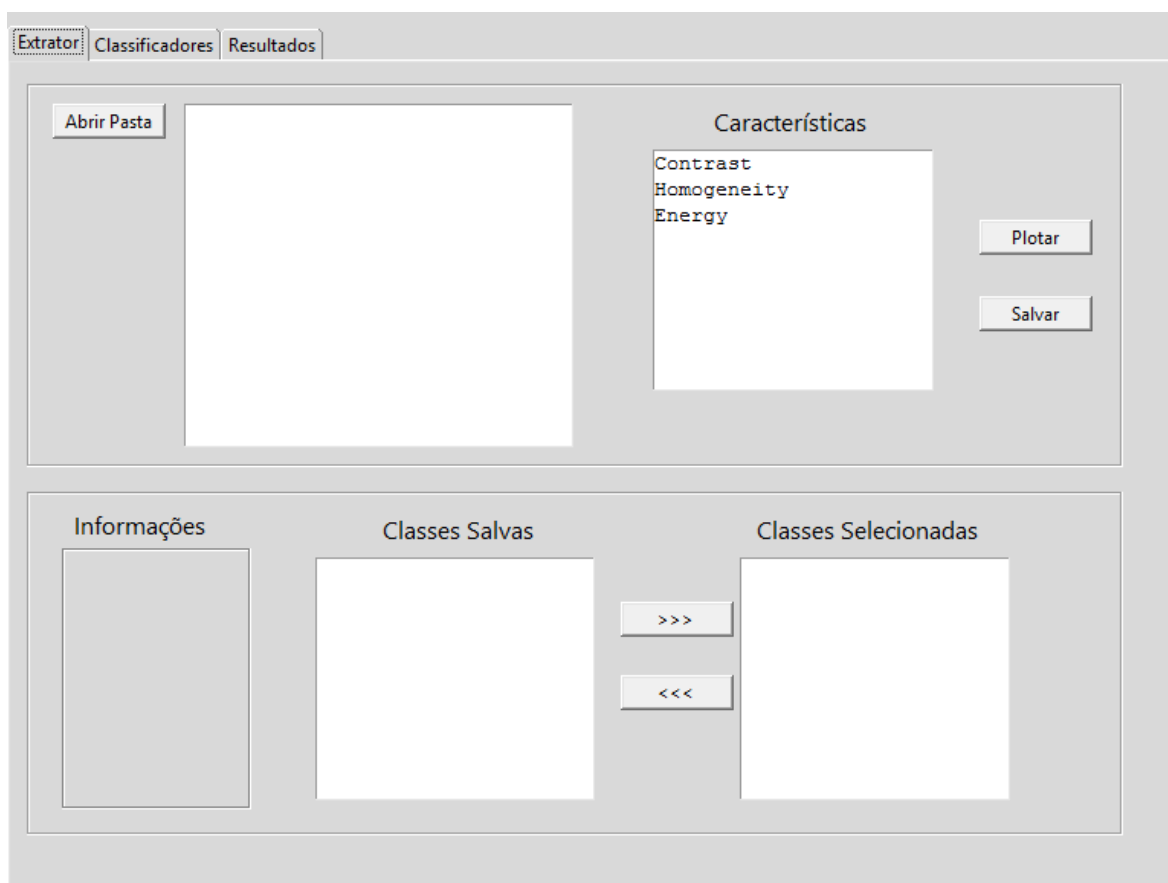 Extrator Classificadores Resultados
Abrir Pasta
Características
Contrast
Homogeneity
Energy
Plotar
Salvar
Informações
Classes Salvas
Classes Selecionadas
>>>
<<<